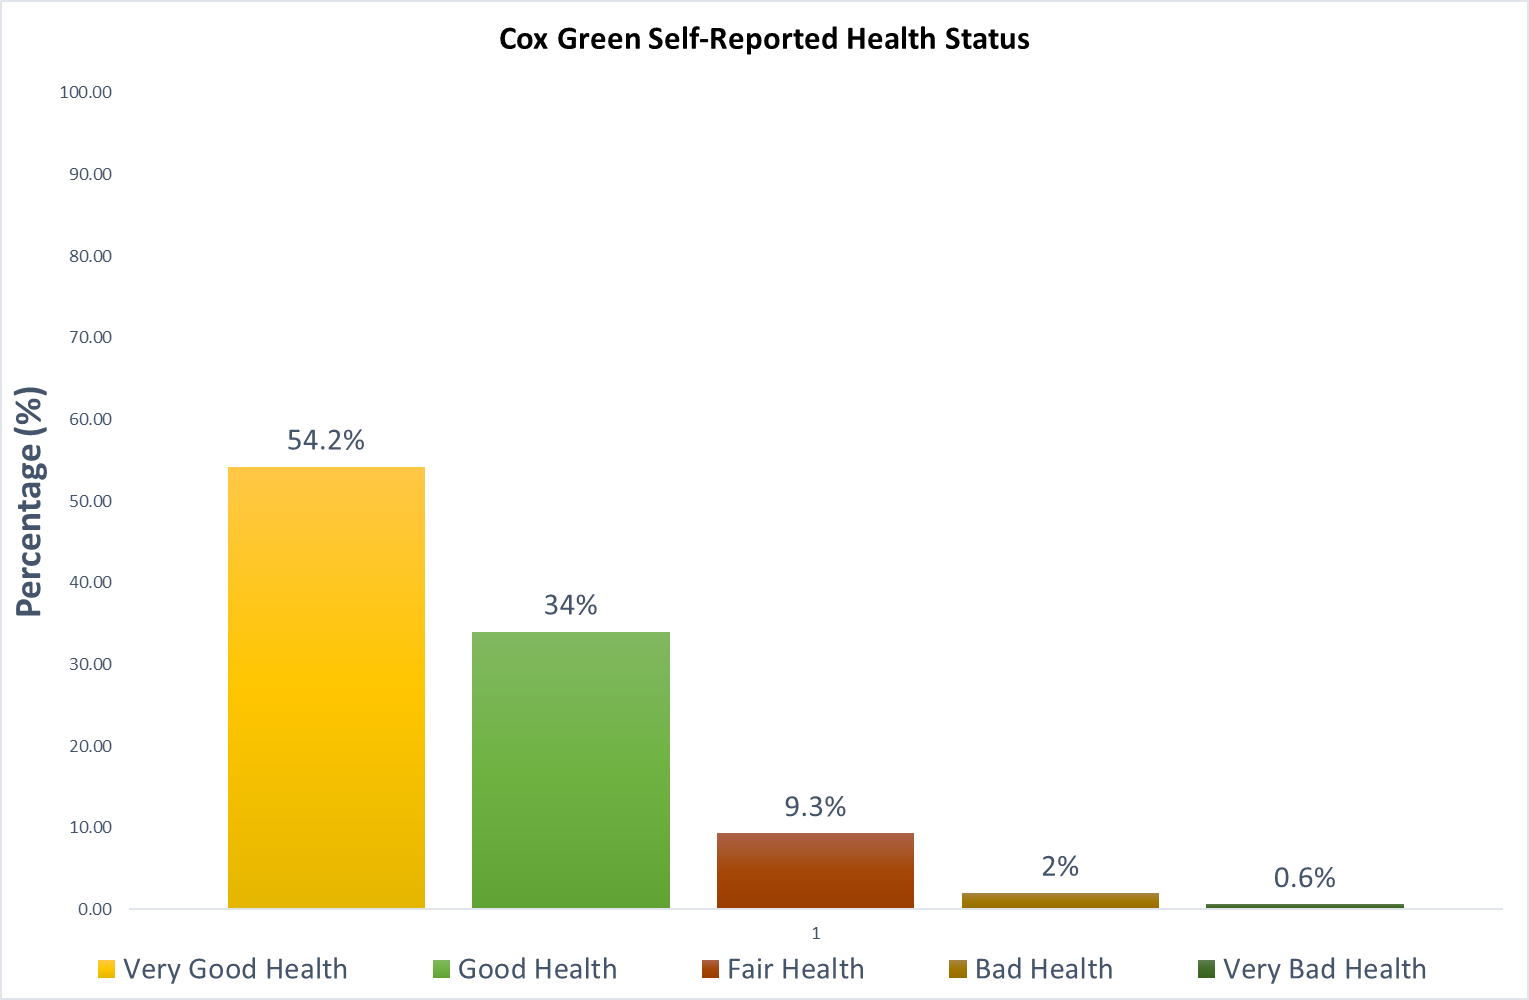 Cox Green Self-Reported Health Status
Percentage (%)
100.00
90.00
80.00
70.00
60.00
50.00
40.00
30.00
20.00
10.00
0.00
54.2%
34%
9.3%
2%
0.6%
1
Very Good Health
Good Health
Fair Health
Bad Health
Very Bad Health